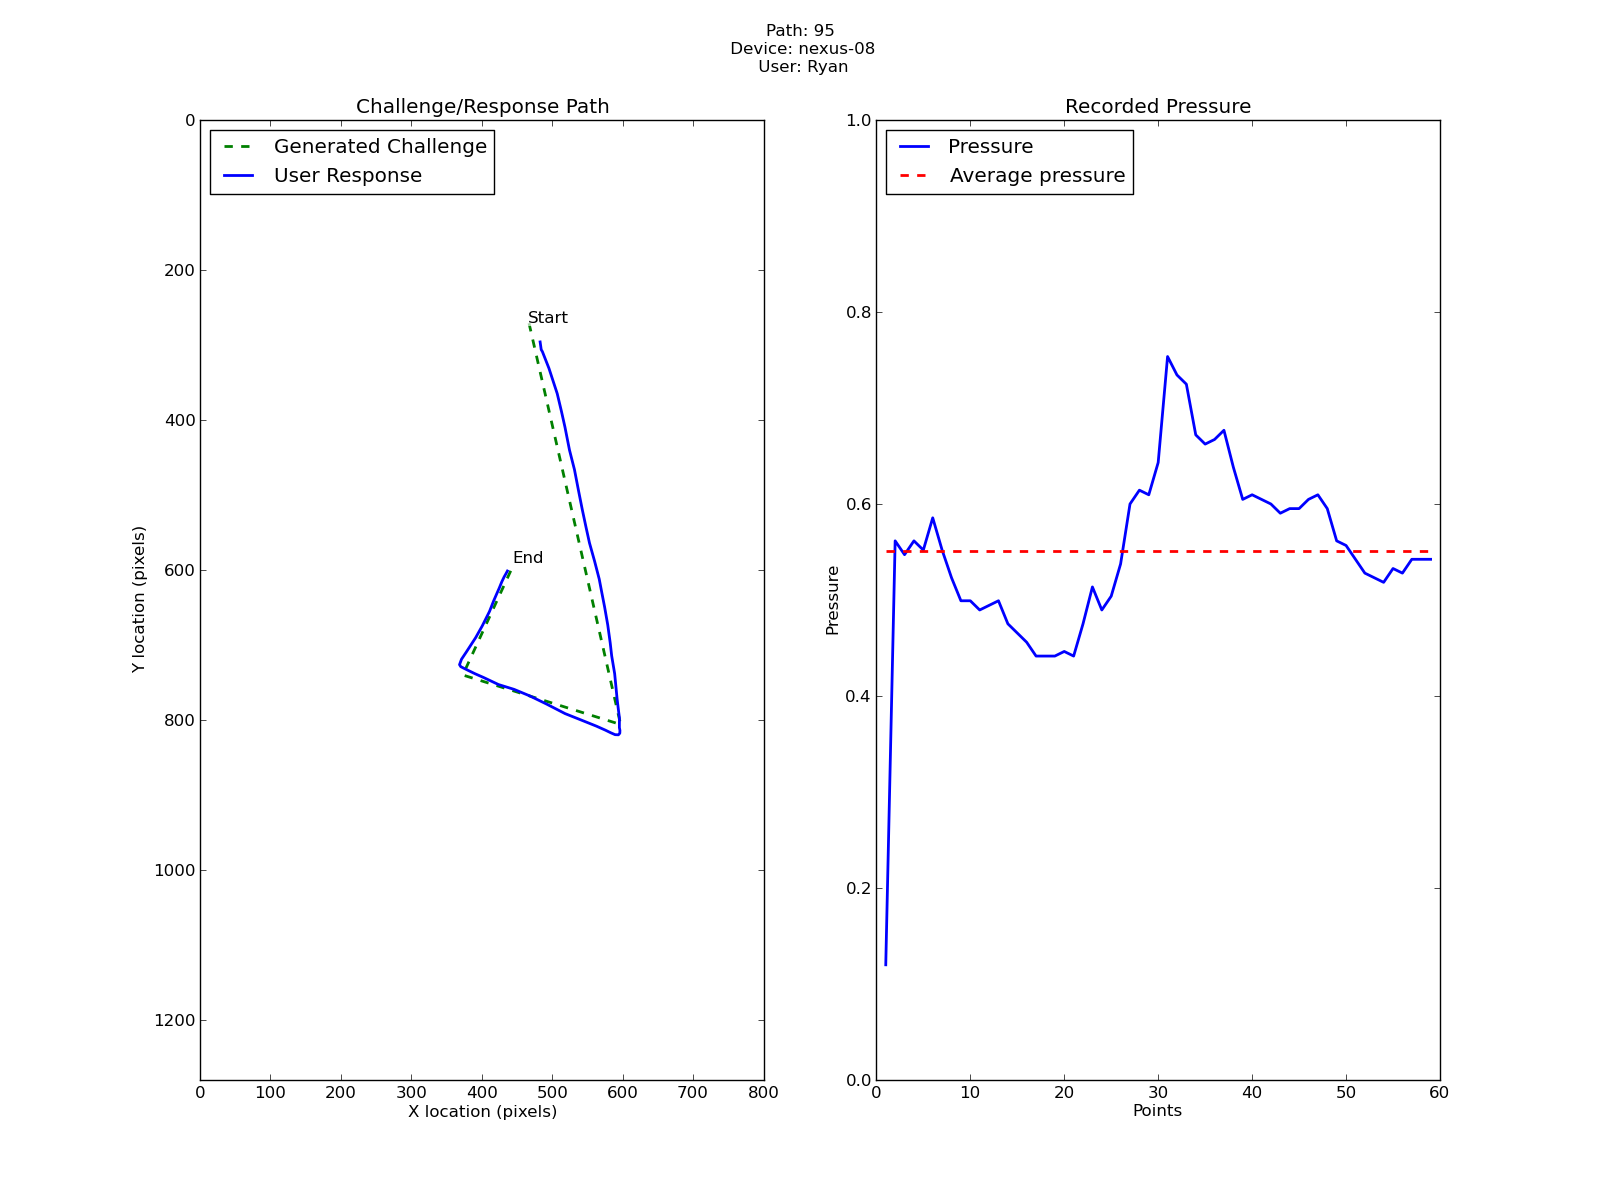 Path: 95
Device: nexus-08
User: Ryan
Challenge/Response Path
Generated Challenge
User Response
Start
End
0
200
400
600
800
1000
1200
Y location (pixels)
0 100 200 300 400 500 600 700 800
X location (pixels)
Recorded Pressure
Pressure
Average pressure
1.0
0.8
0.6
0.4
0.2
0.0
Pressure
0 10 20 30 40 50 60
Points